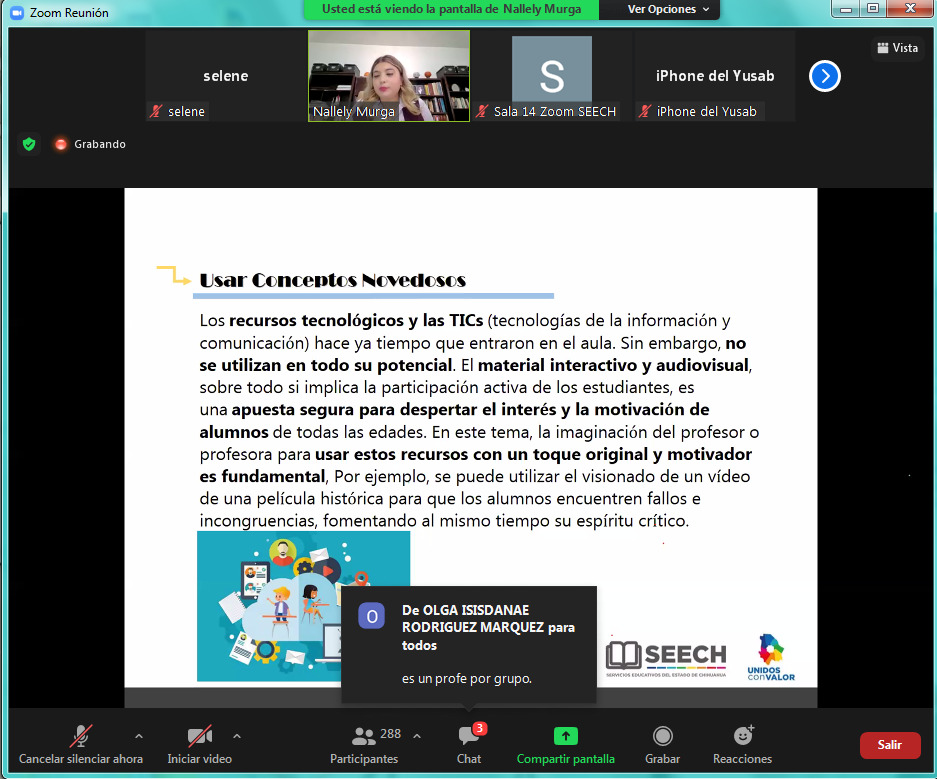 Zoom Reunión
Usted está viendo la pantalla de Nallely Murga
Ver Opciones
selene
S
iPhone del Yusab
Vista
selene
Nallely Murga
Sala 14 Zoom SEECH
iPhone del Yusab
Grabando
Usar Conceptos Novedosos
Los recursos tecnológicos y las TICs (tecnologías de la información y
comunicación) hace ya tiempo que entraron en el aula. Sin embargo, no
se utilizan en todo su potencial. El material interactivo y audiovisual,
sobre todo si implica la participación activa de los estudiantes, es
una apuesta segura para despertar el interés y la motivación de
alumnos de todas las edades. En este tema, la imaginación del profesor o
profesora para usar estos recursos con un toque original y motivador
es fundamental, Por ejemplo, se puede utilizar el visionado de un vídeo
de una película histórica para que los alumnos encuentren fallos e
incongruencias, fomentando al mismo tiempo su espíritu crítico.
O
De OLGA ISISDANAE
RODRIGUEZ MARQUEZ para
todos
es un profe por grupo.
SEECH
SERVICIOS EDUCATIVOS DEL ESTADO DE CHIHUAHUA
UNIDOS
conVALOR
288
3
Cancelar silenciar ahora
Iniciar video
Participantes
Chat
Compartir pantalla
Grabar
Reacciones
Salir